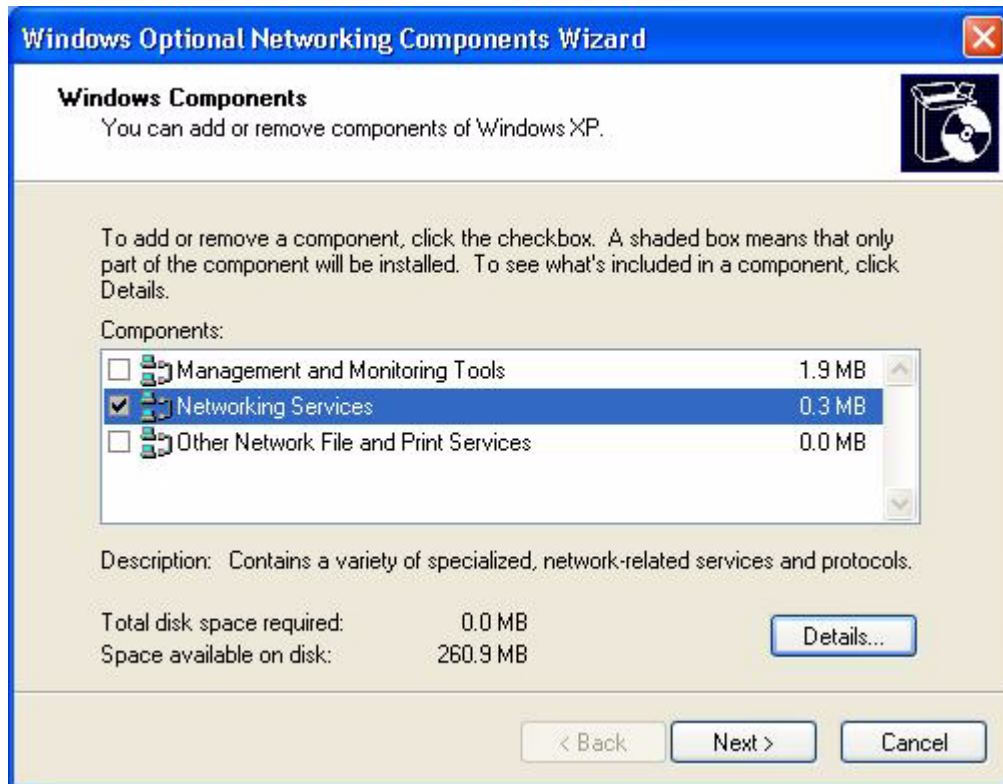 Windows Optional Networking Components Wizard
Windows Components
You can add or remove components of Windows XP.
To add or remove a component, click the checkbox. A shaded box means that only
part of the component will be installed. To see what's included in a component, click
Details.
Components:
Management and Monitoring Tools 1.9 MB
Networking Services 0.3 MB
Other Network File and Print Services 0.0 MB
Description: Contains a variety of specialized, network-related services and protocols.
Total disk space required: 0.0 MB
Space available on disk: 260.9 MB
Details...
< Back
Next >
Cancel